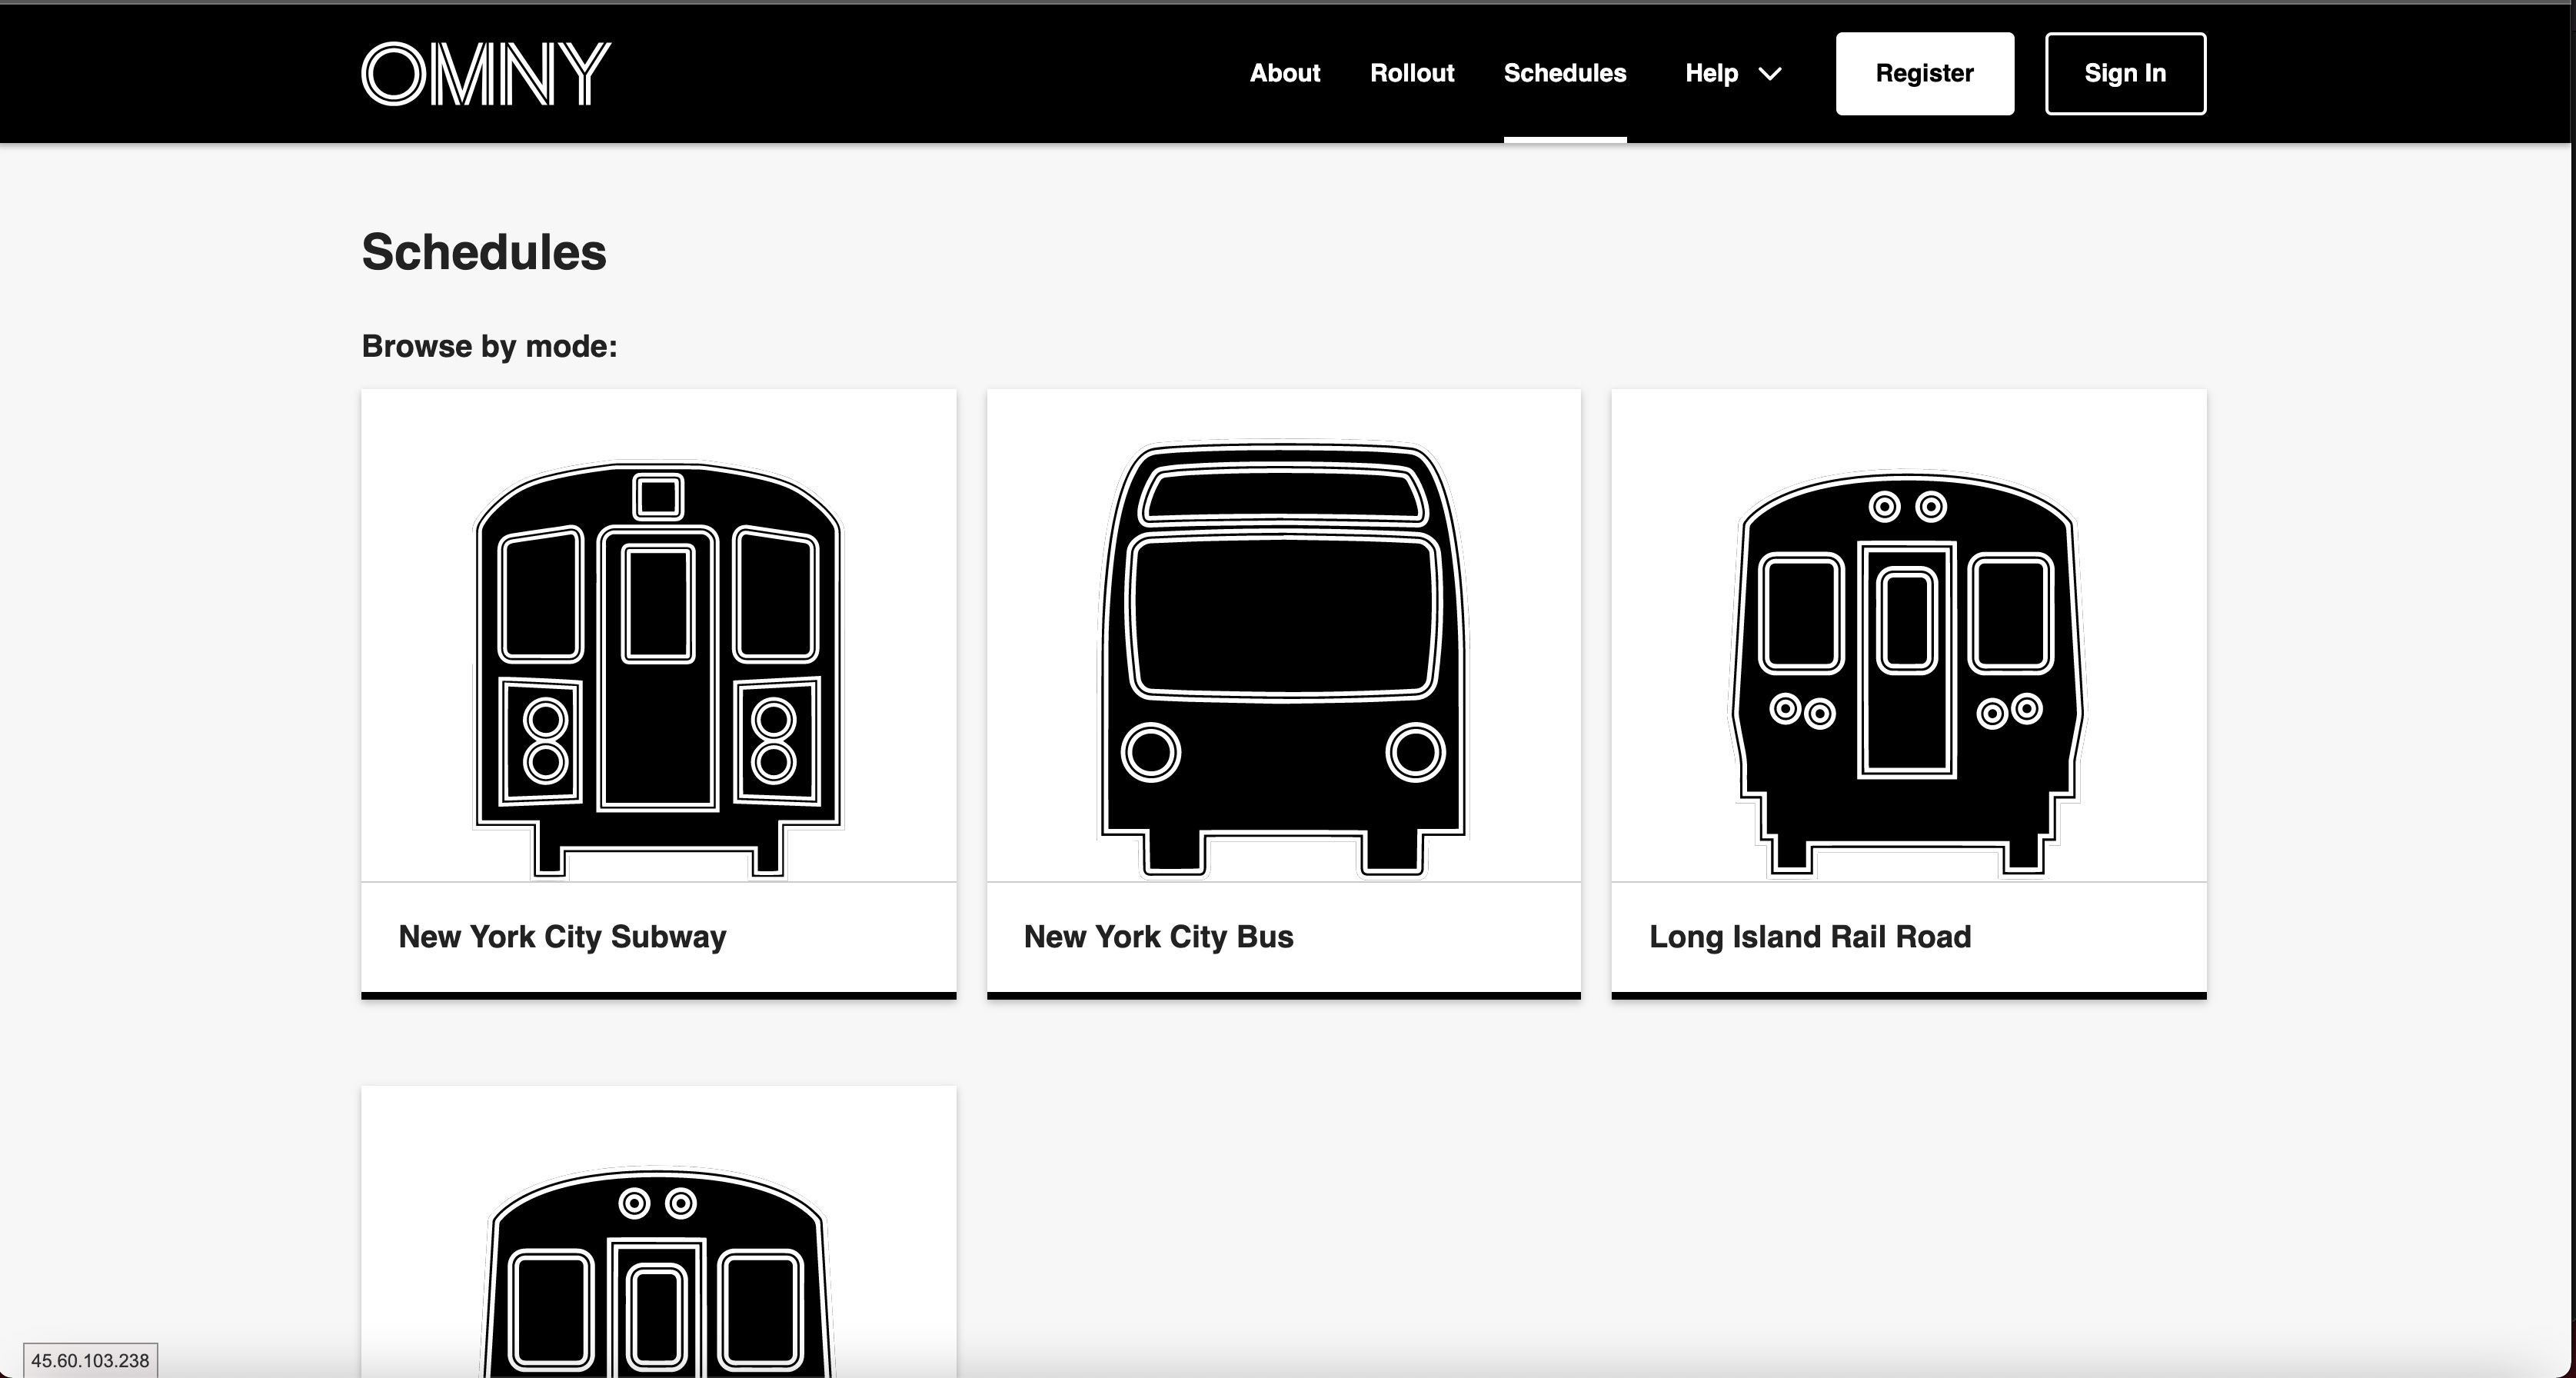 OMNY
About Rollout Schedules Help Register Sign In
Schedules
Browse by mode:
New York City Subway
New York City Bus
Long Island Rail Road
45.60.103.238